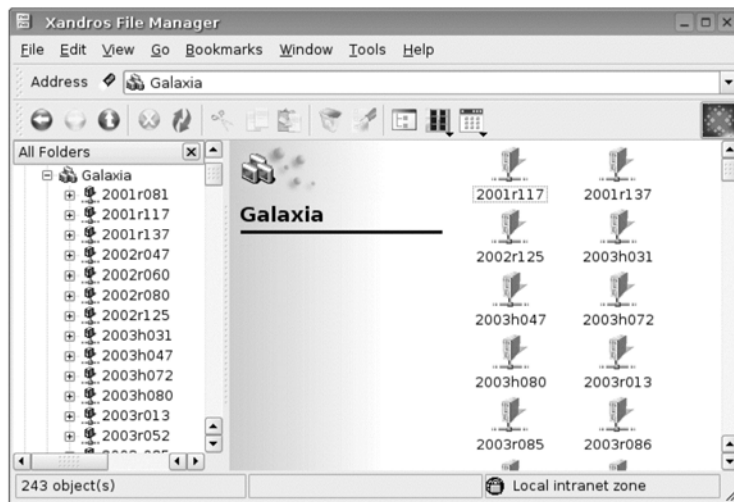 Xandros File Manager
File Edit View Go Bookmarks Window Tools Help
Address Galaxia
All Folders
Galaxia
2001r081
2001r117
2001r137
2002r047
2002r060
2002r080
2002r125
2003h031
2003h047
2003h072
2003h080
2003r013
2003r052
Galaxia
2001r117 2001r137
2002r125 2003h031
2003h047 2003h072
2003h080 2003r013
2003r085 2003r086
243 object(s) Local intranet zone